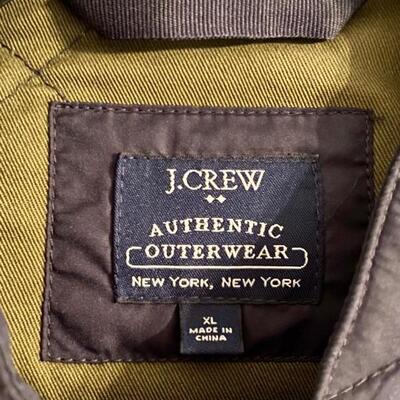 J.CREW
AUTHENTIC
OUTERWEAR
NEW YORK, NEW YORK
XL
MADE IN
CHINA